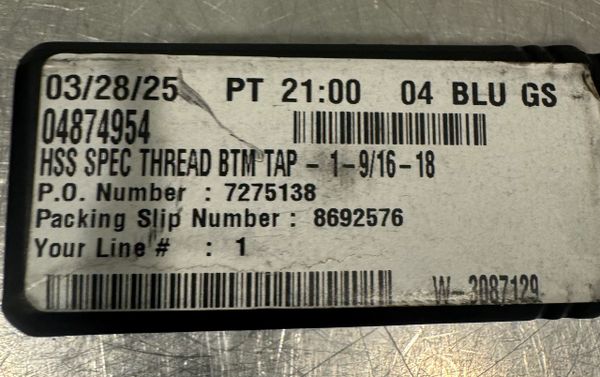 03/28/25 PT 21:00 04 BLU GS
04874954
HSS SPEC THREAD BTM TAP - 1-9/16-18
P.O. Number : 7275138
Packing Slip Number : 8692576
Your Line # : 1
W-3087129